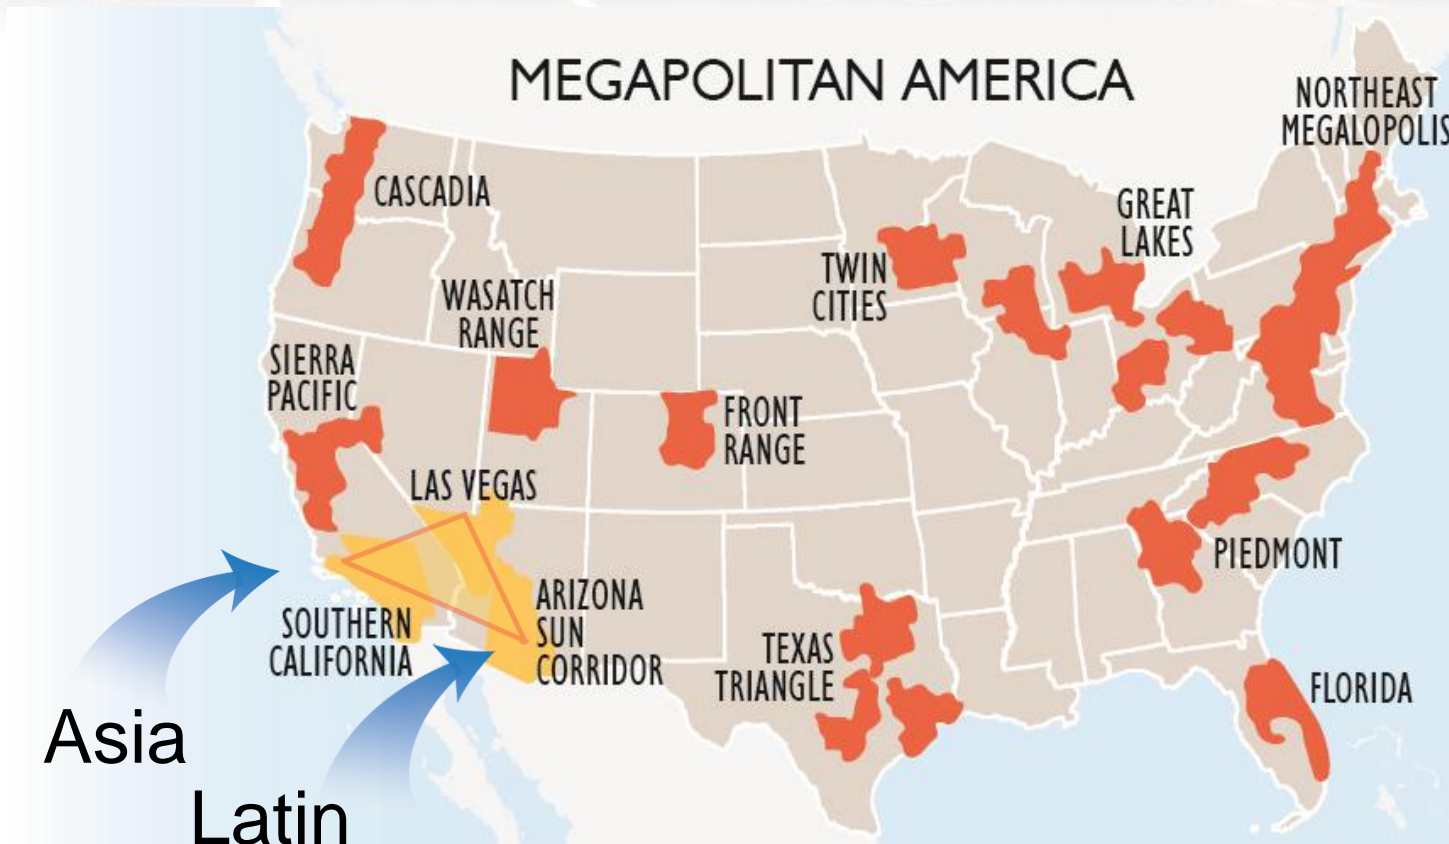 MEGAPOLITAN AMERICA
NORTHEAST
MEGALOPOLIS
CASCADIA
GREAT
LAKES
TWIN
CITIES
WASATCH
RANGE
SIERRA
PACIFIC
FRONT
RANGE
LAS VEGAS
PIEDMONT
ARIZONA
SUN
CORRIDOR
SOUTHERN
CALIFORNIA
TEXAS
TRIANGLE
FLORIDA
Asia
Latin